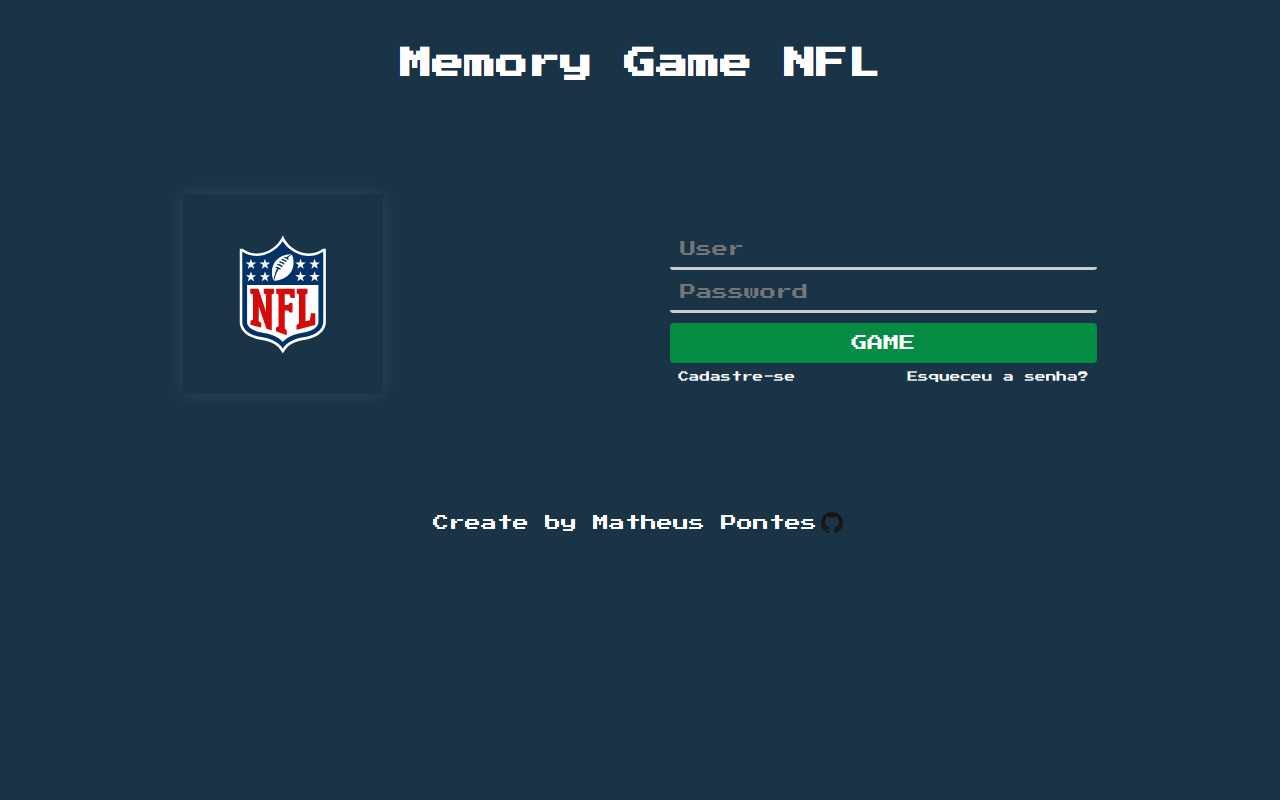 Memory Game NFL
NFL
User
Password
GAME
Cadastre-se
Esqueceu a senha?
Create by Matheus Pontes